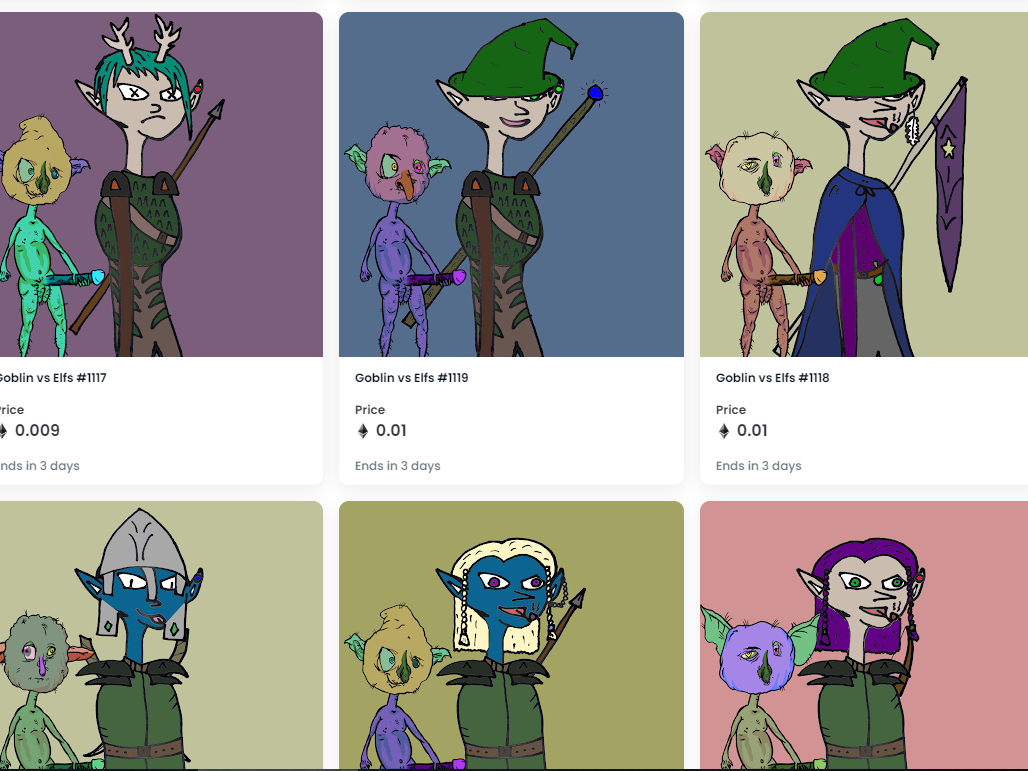 Goblin vs Elfs #1117
Price
0.009
Ends in 3 days
Goblin vs Elfs #1119
Price
0.01
Ends in 3 days
Goblin vs Elfs #1118
Price
0.01
Ends in 3 days